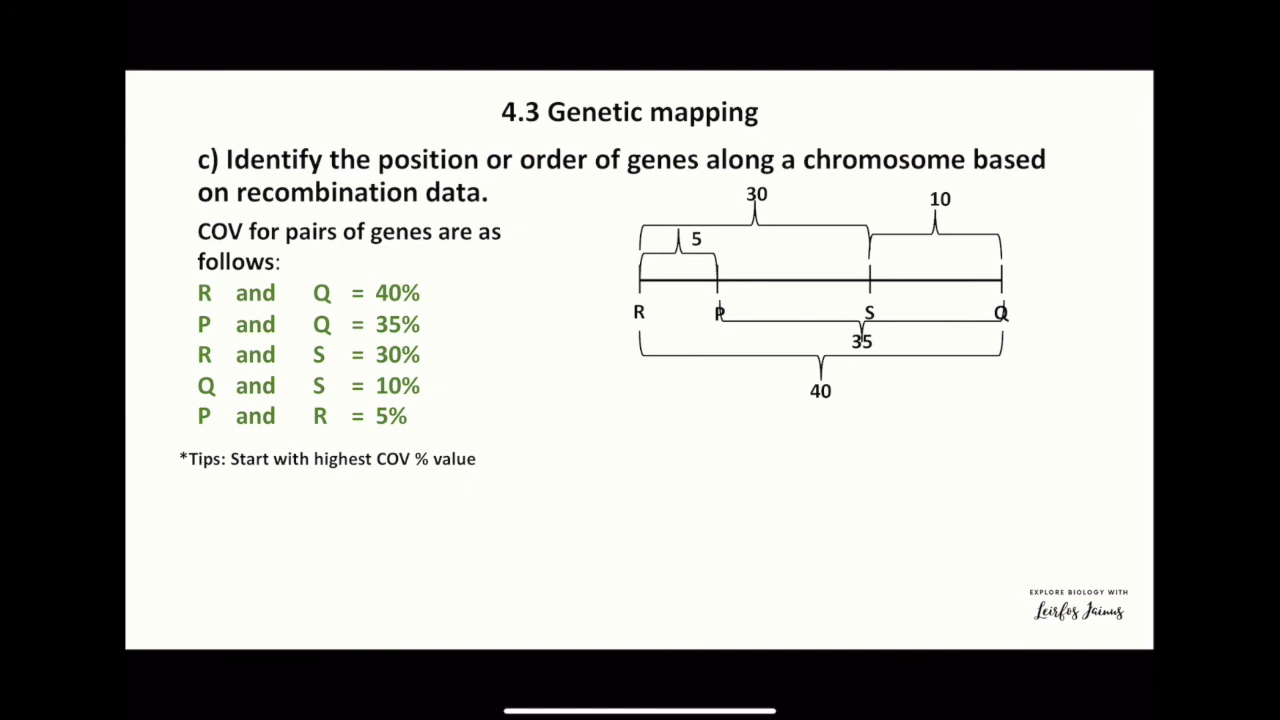 4.3 Genetic mapping
c) Identify the position or order of genes along a chromosome based
on recombination data.
30
10
COV for pairs of genes are as
follows:
5
R and Q = 40%
P and Q = 35%
R and S = 30%
Q and S = 10%
P and R = 5%
R P S Q
35
40
*Tips: Start with highest COV % value
EXPLORE BIOLOGY WITH
Leirfos Jainus